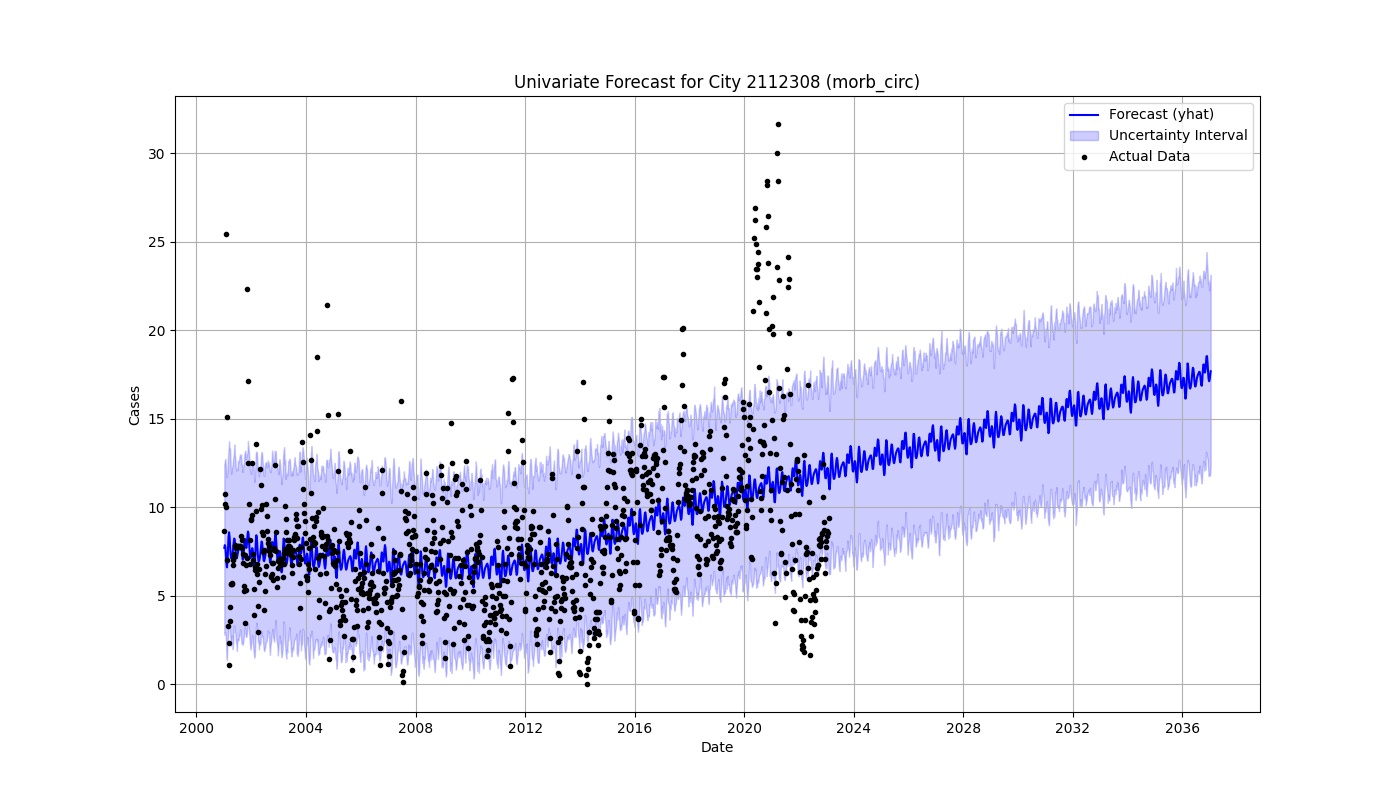 Univariate Forecast for City 2112308 (morb_circ)
Forecast (yhat)
Uncertainty Interval
Actual Data
30
25
20
15
10
5
0
Cases
2000 2004 2008 2012 2016 2020 2024 2028 2032 2036
Date